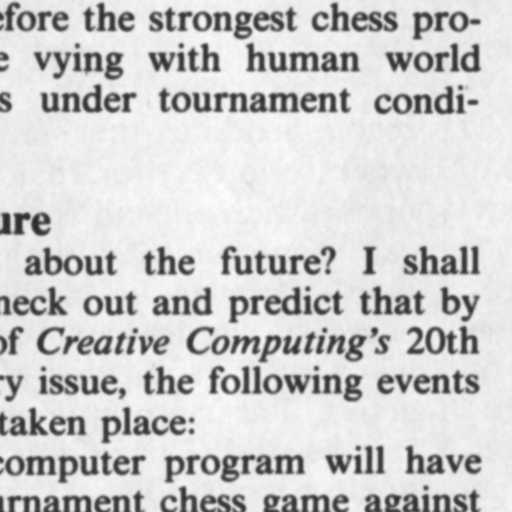 efore the strongest chess pro-
e vying with human world
s under tournament condi-
ure
about the future? I shall
neck out and predict that by
of Creative Computing's 20th
ry issue, the following events
taken place:
computer program will have
urnament chess game against